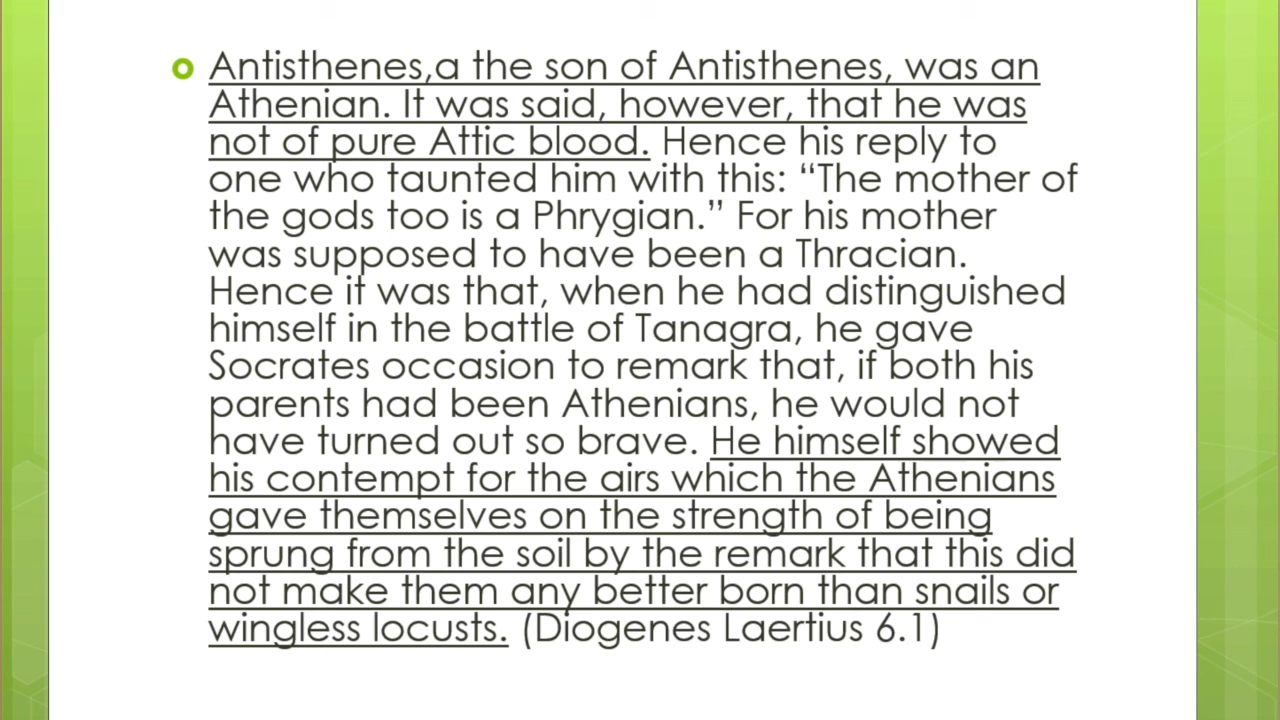 Antisthenes,a the son of Antisthenes, was an
Athenian. It was said, however, that he was
not of pure Attic blood. Hence his reply to
one who taunted him with this: “The mother of
the gods too is a Phrygian.” For his mother
was supposed to have been a Thracian.
Hence it was that, when he had distinguished
himself in the battle of Tanagra, he gave
Socrates occasion to remark that, if both his
parents had been Athenians, he would not
have turned out so brave. He himself showed
his contempt for the airs which the Athenians
gave themselves on the strength of being
sprung from the soil by the remark that this did
not make them any better born than snails or
wingless locusts. (Diogenes Laertius 6.1)